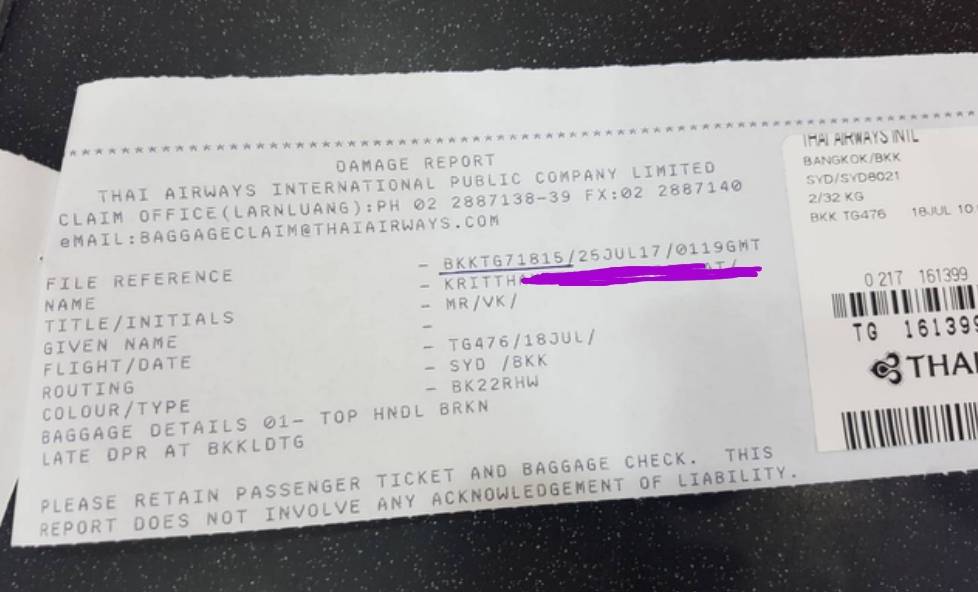 DAMAGE REPORT
THAI AIRWAYS INTERNATIONAL PUBLIC COMPANY LIMITED
CLAIM OFFICE(LARNLUANG):PH 02 2887138-39 FX:02 2887140
eMAIL:BAGGAGECLAIM@THAIAIRWAYS.COM
FILE REFERENCE - BKKTG71815/25JUL17/0119GMT
NAME - KRITTH
TITLE/INITIALS - MR/VK/
GIVEN NAME -
FLIGHT/DATE - TG476/18JUL/
ROUTING - SYD /BKK
COLOUR/TYPE - BK22RHW
BAGGAGE DETAILS 01- TOP HNDL BRKN
LATE DPR AT BKKLDTG
PLEASE RETAIN PASSENGER TICKET AND BAGGAGE CHECK. THIS
REPORT DOES NOT INVOLVE ANY ACKNOWLEDGEMENT OF LIABILITY.
THAI AIRWAYS INTL
BANGKOK/BKK
SYD/SYD8021
2/32 KG
BKK TG476 18JUL 10
0 217 161399
TG 161399
THAI